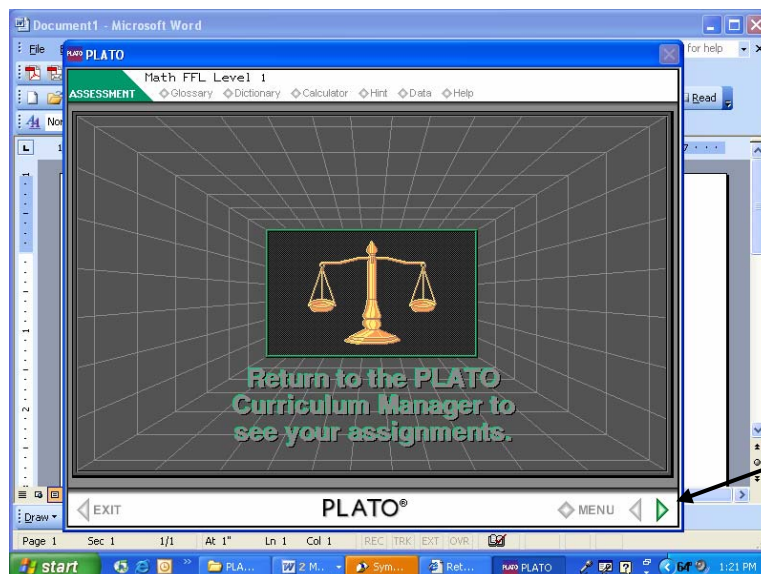 Document1 - Microsoft Word
File
for help
PLATO
Math FFL Level 1
ASSESSMENT Glossary Dictionary Calculator Hint Data Help
Read
Return to the PLATO
Curriculum Manager to
see your assignments.
EXIT PLATO® MENU
Draw
Page 1 Sec 1 1/1 At 1" Ln 1 Col 1 REC TRK EXT OVR
start PLA... 2 M... Sym... Ret... PLATO 64° 1:21 PM